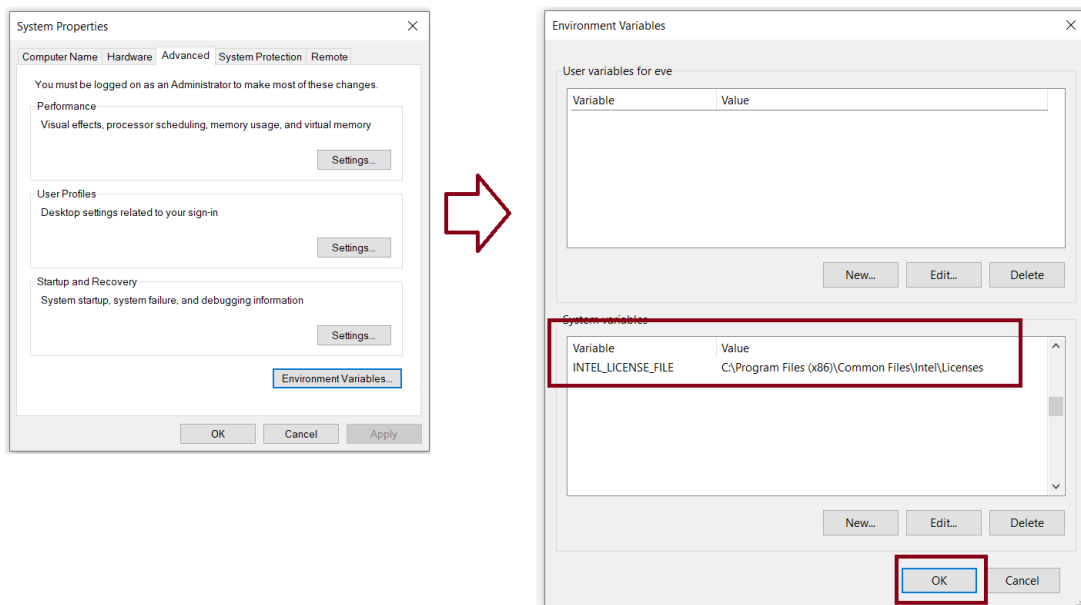 System Properties
Computer Name Hardware Advanced System Protection Remote
You must be logged on as an Administrator to make most of these changes.
Performance
Visual effects, processor scheduling, memory usage, and virtual memory
Settings...
User Profiles
Desktop settings related to your sign-in
Settings...
Startup and Recovery
System startup, system failure, and debugging information
Settings...
Environment Variables...
OK Cancel Apply
Environment Variables
User variables for eve
Variable Value
New... Edit... Delete
System variables
Variable Value
INTEL_LICENSE_FILE C:\Program Files (x86)\Common Files\Intel\Licenses
New... Edit... Delete
OK Cancel